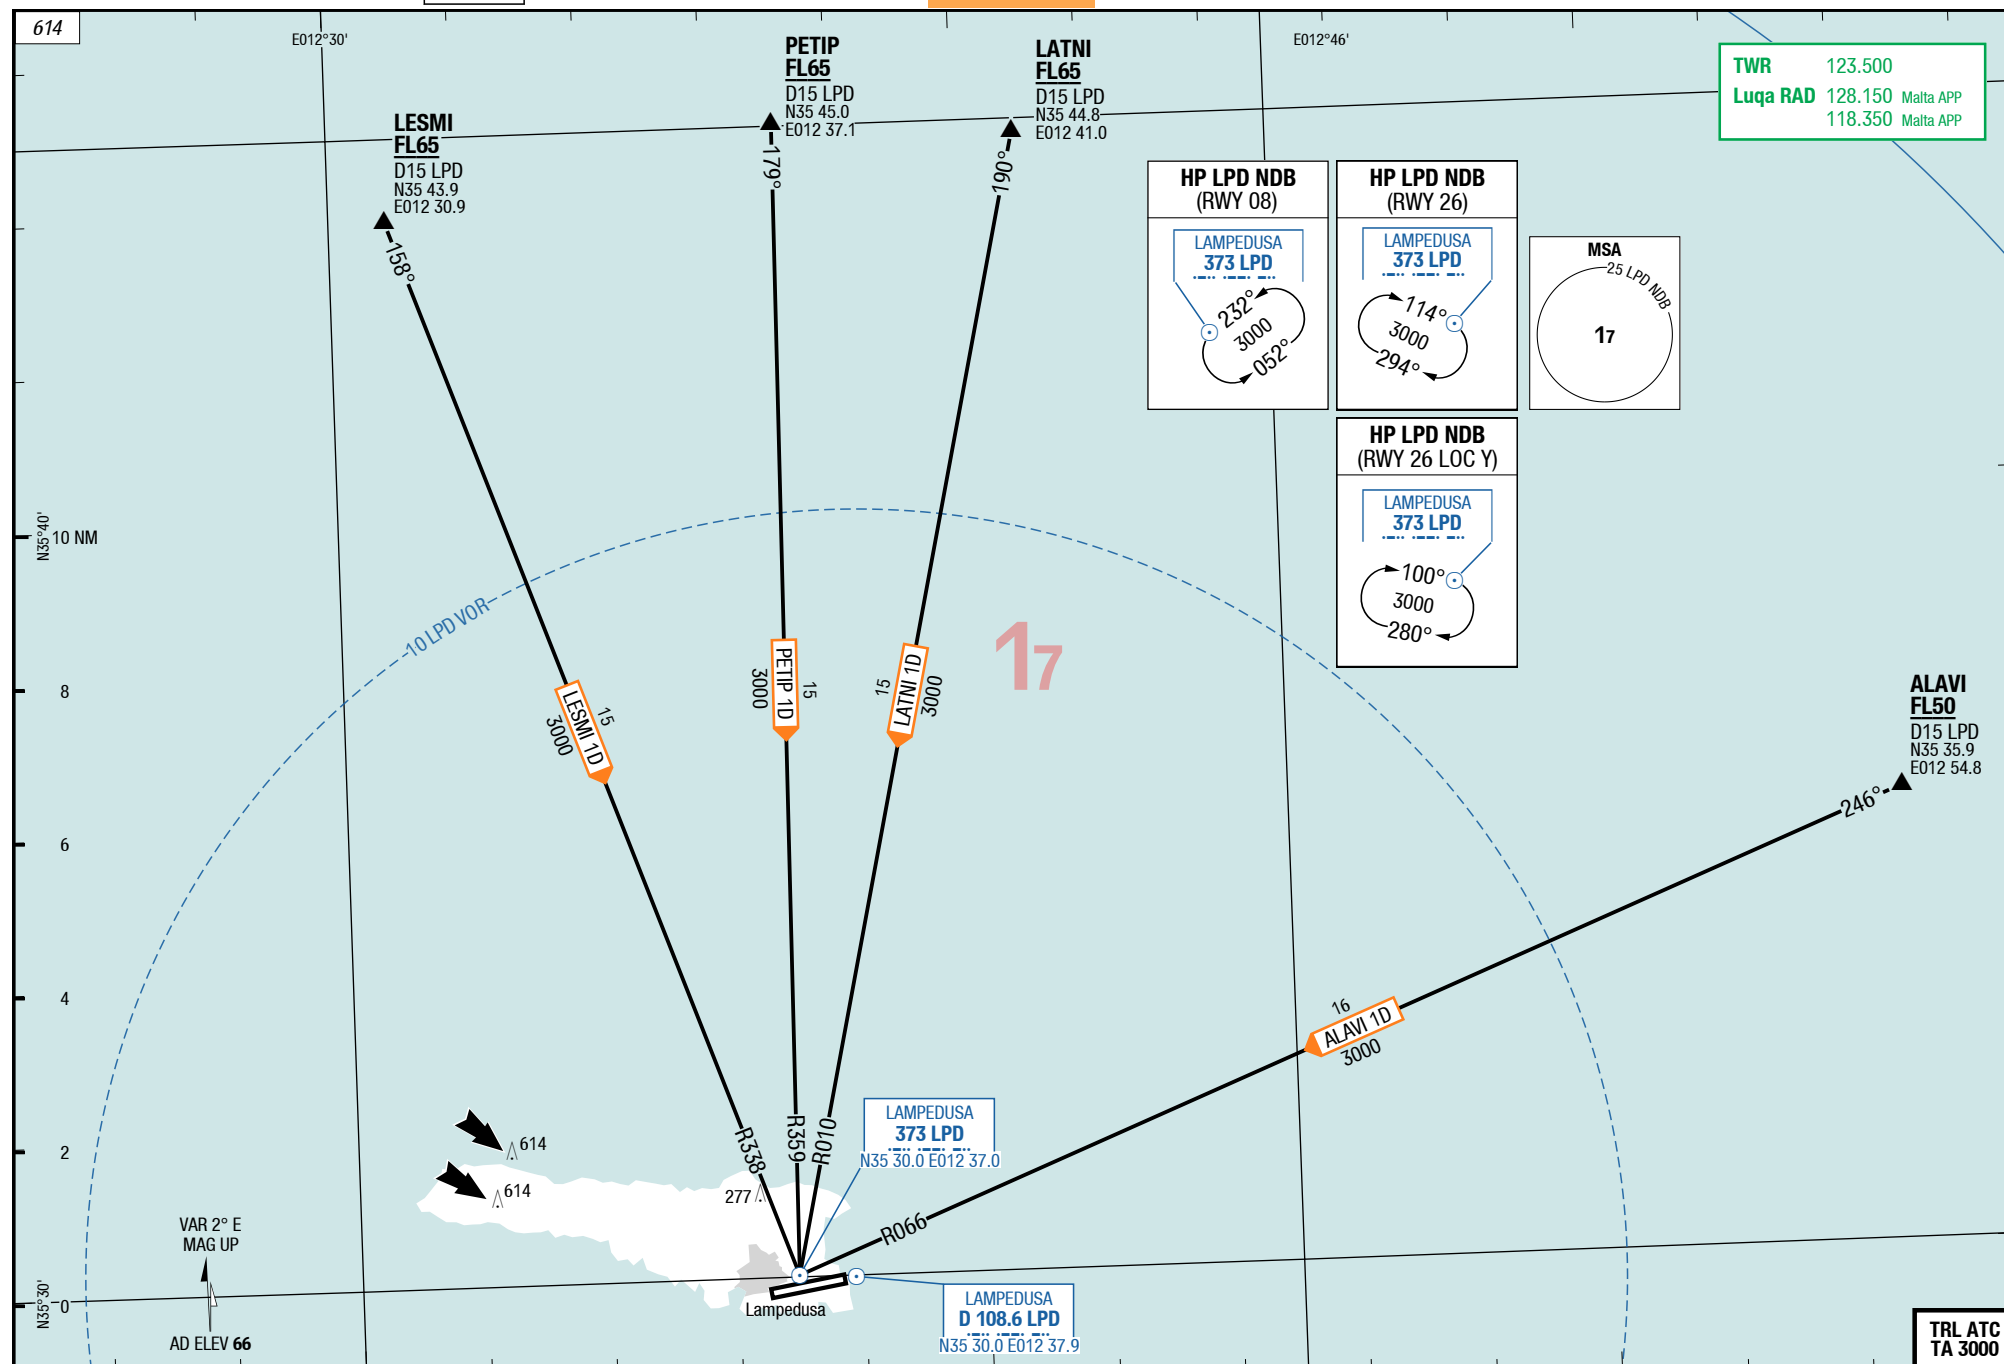 614
E012°30'
E012°46'
PETIP
FL65
D15 LPD
N35 45.0
E012 37.1
LATNI
FL65
D15 LPD
N35 44.8
E012 41.0
TWR 123.500
Luqa RAD 128.150 Malta APP
118.350 Malta APP
LESMI
FL65
D15 LPD
N35 43.9
E012 30.9
158°
179°
190°
HP LPD NDB
(RWY 08)
LAMPEDUSA
373 LPD
232°
3000
052°
HP LPD NDB
(RWY 26)
LAMPEDUSA
373 LPD
114°
3000
294°
MSA
25 LPD NDB
17
HP LPD NDB
(RWY 26 LOC Y)
LAMPEDUSA
373 LPD
100°
3000
280°
N35°40'
10 NM
10 LPD VOR
17
8
LESMI 1D
15
3000
PETIP 1D
15
3000
LATNI 1D
15
3000
ALAVI
FL50
D15 LPD
N35 35.9
E012 54.8
246°
6
4
16
ALAVI 1D
3000
2
614
614
277
R338
R359
R010
R066
LAMPEDUSA
373 LPD
N35 30.0 E012 37.0
VAR 2° E
MAG UP
AD ELEV 66
N35°30'
0
Lampedusa
LAMPEDUSA
D 108.6 LPD
N35 30.0 E012 37.9
TRL ATC
TA 3000